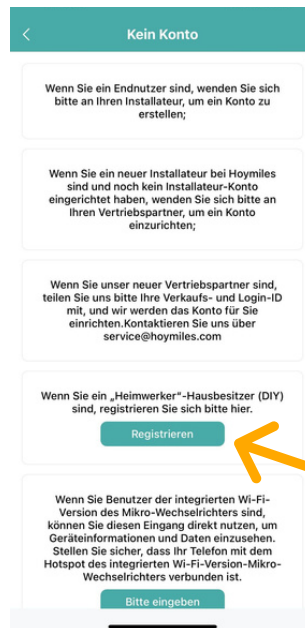 Kein Konto
Wenn Sie ein Endnutzer sind, wenden Sie sich
bitte an Ihren Installateur, um ein Konto zu
erstellen;
Wenn Sie ein neuer Installateur bei Hoymiles
sind und noch kein Installateur-Konto
eingerichtet haben, wenden Sie sich bitte an
Ihren Vertriebspartner, um ein Konto
einzurichten;
Wenn Sie unser neuer Vertriebspartner sind,
teilen Sie uns bitte Ihre Verkaufs- und Login-ID
mit, und wir werden das Konto für Sie
einrichten.Kontaktieren Sie uns über
service@hoymiles.com
Wenn Sie ein „Heimwerker"-Hausbesitzer (DIY)
sind, registrieren Sie sich bitte hier.
Registrieren
Wenn Sie Benutzer der integrierten Wi-Fi-
Version des Mikro-Wechselrichters sind,
können Sie diesen Eingang direkt nutzen, um
Geräteinformationen und Daten einzusehen.
Stellen Sie sicher, dass Ihr Telefon mit dem
Hotspot des integrierten Wi-Fi-Version-Mikro-
Wechselrichters verbunden ist.
Bitte eingeben